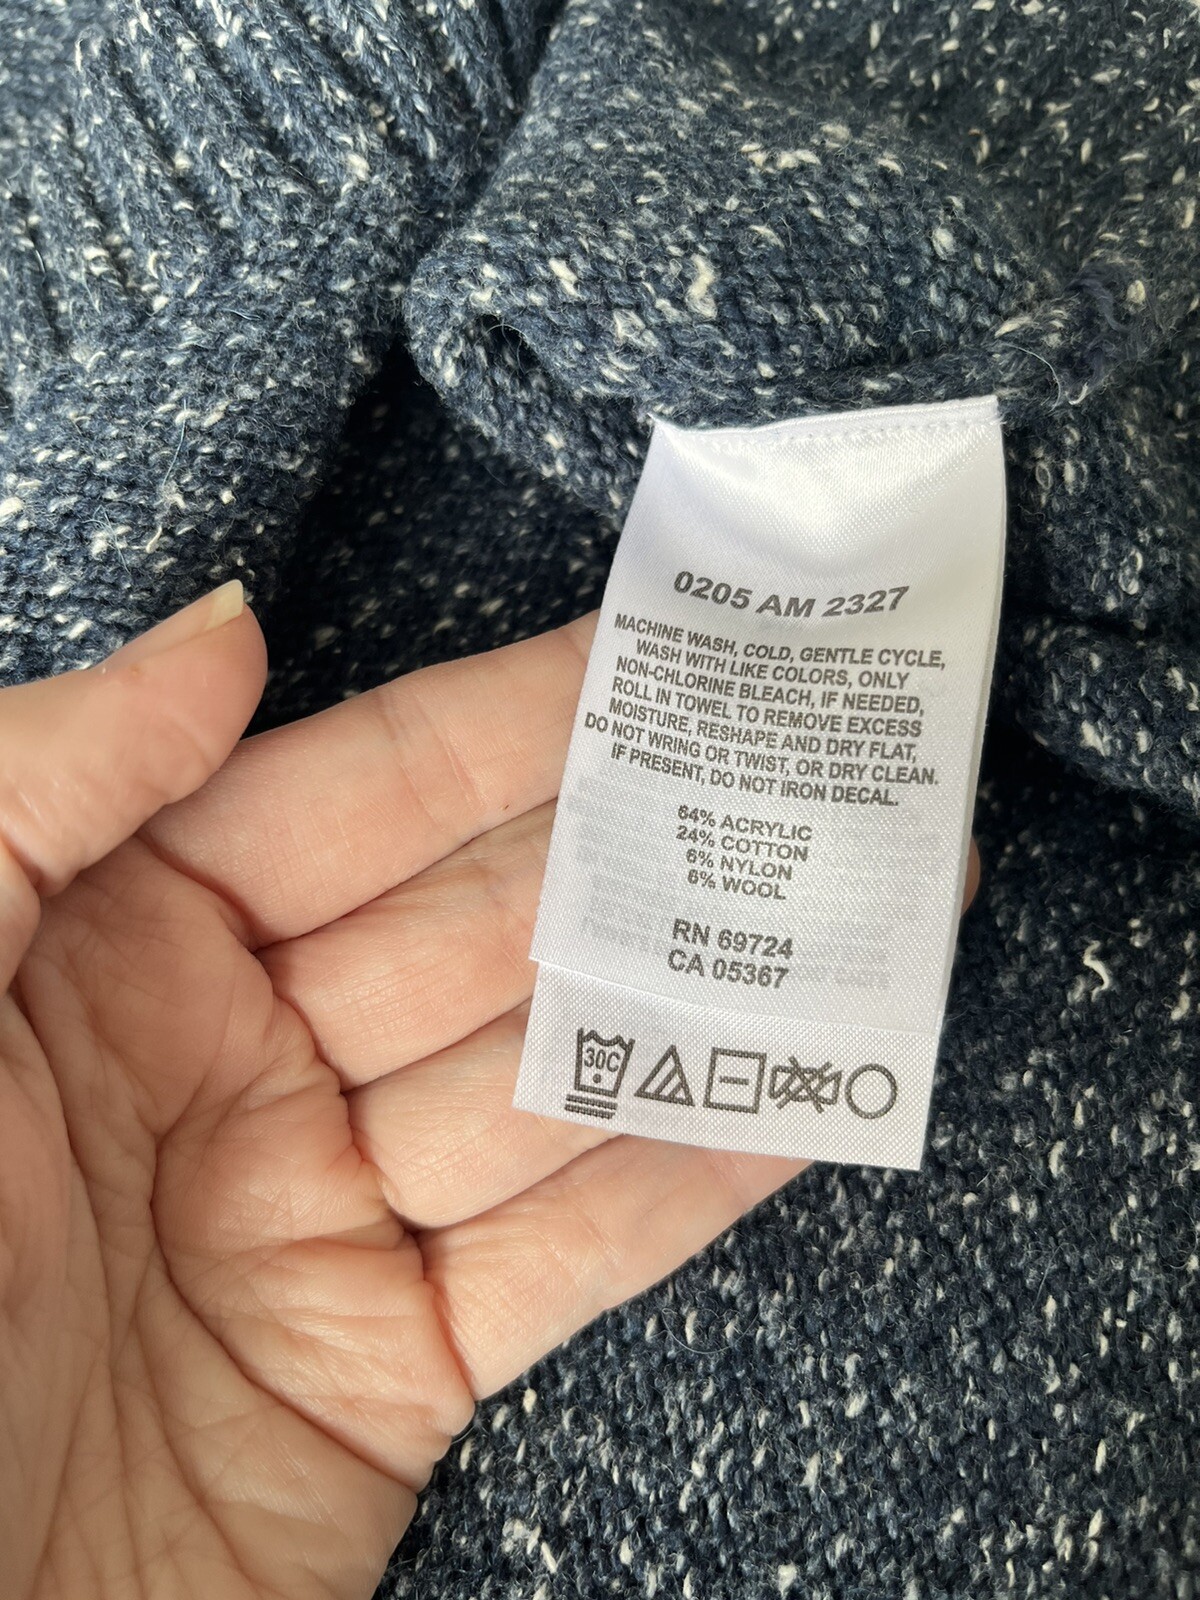 0205 AM 2327
MACHINE WASH, COLD, GENTLE CYCLE,
WASH WITH LIKE COLORS, ONLY
NON-CHLORINE BLEACH, IF NEEDED,
ROLL IN TOWEL TO REMOVE EXCESS
MOISTURE, RESHAPE AND DRY FLAT,
DO NOT WRING OR TWIST, OR DRY CLEAN.
IF PRESENT, DO NOT IRON DECAL.
64% ACRYLIC
24% COTTON
6% NYLON
6% WOOL
RN 69724
CA 05367
30C